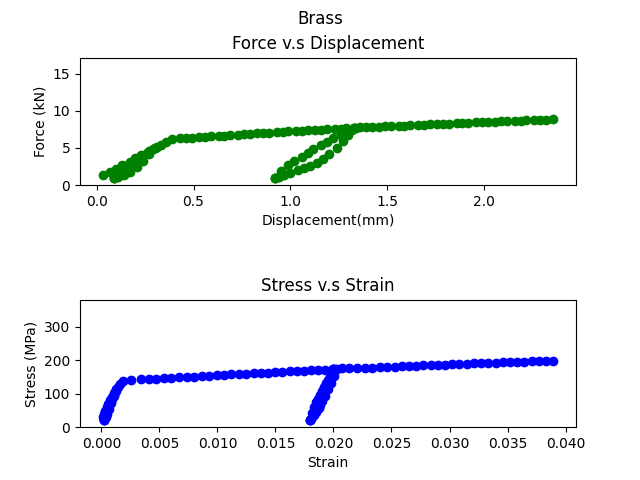 Brass
Force v.s Displacement
Force (kN)
15
10
5
0
0.0 0.5 1.0 1.5 2.0
Displacement(mm)
Stress v.s Strain
Stress (MPa)
300
200
100
0
0.000 0.005 0.010 0.015 0.020 0.025 0.030 0.035 0.040
Strain